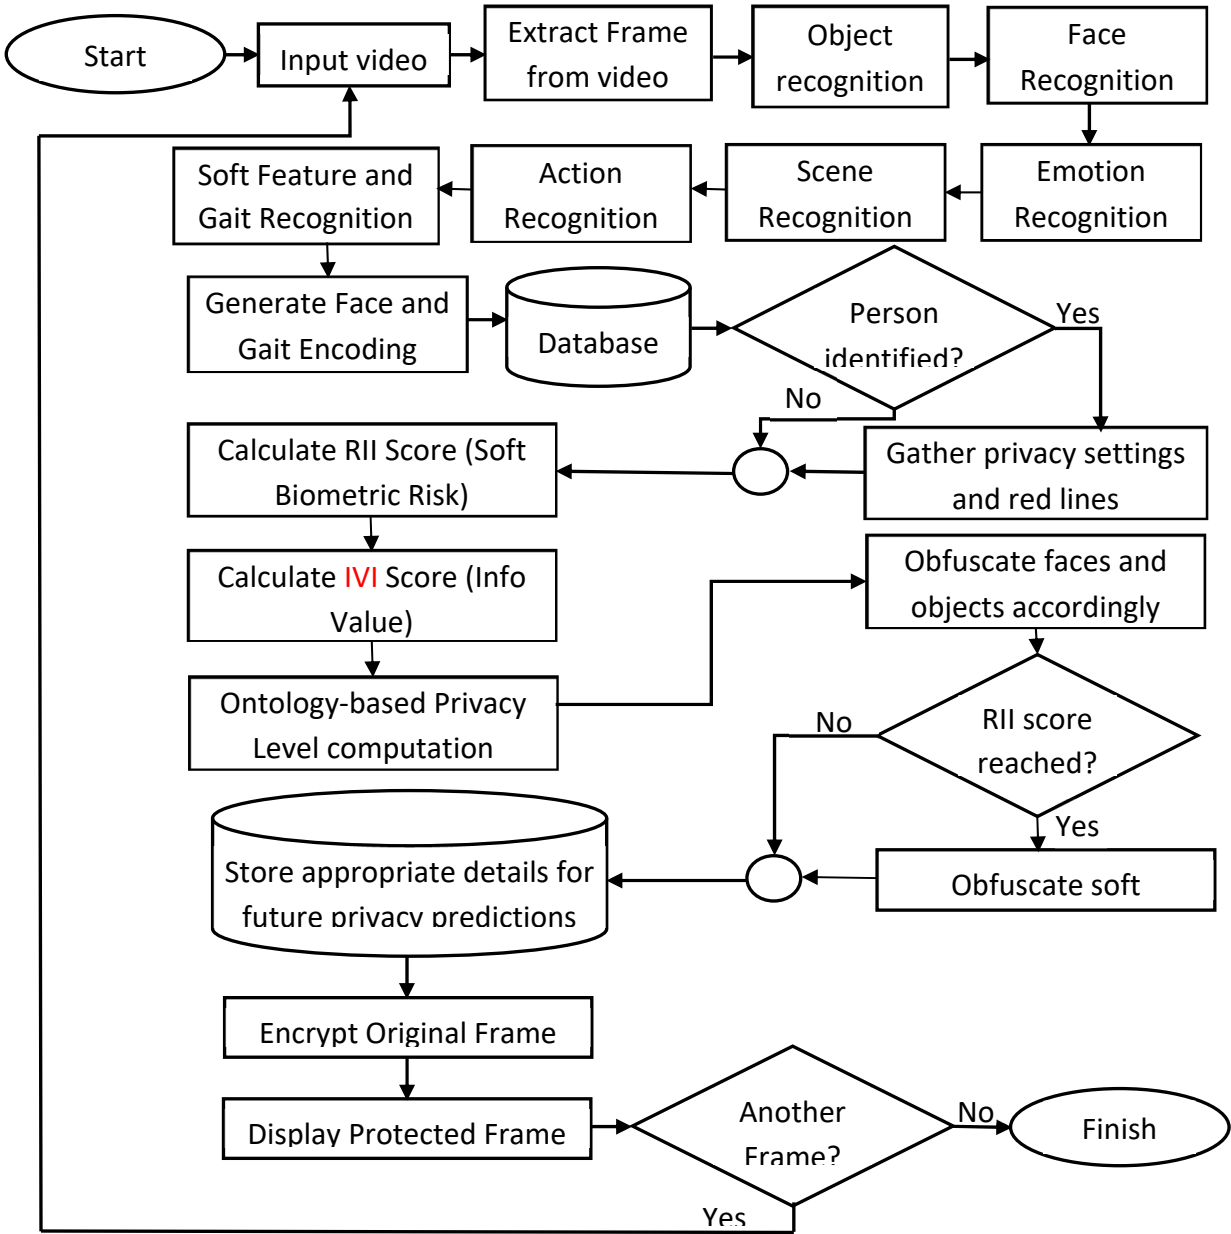 Start
Input video
Extract Frame
from video
Object
recognition
Face
Recognition
Soft Feature and
Gait Recognition
Action
Recognition
Scene
Recognition
Emotion
Recognition
Generate Face and
Gait Encoding
Database
Person
identified?
Yes
No
Calculate RII Score (Soft
Biometric Risk)
Gather privacy settings
and red lines
Calculate IVI Score (Info
Value)
Obfuscate faces and
objects accordingly
Ontology-based Privacy
Level computation
No
RII score
reached?
Yes
Store appropriate details for
future privacy predictions
Obfuscate soft
Encrypt Original Frame
Display Protected Frame
Another
Frame?
No
Finish
Yes